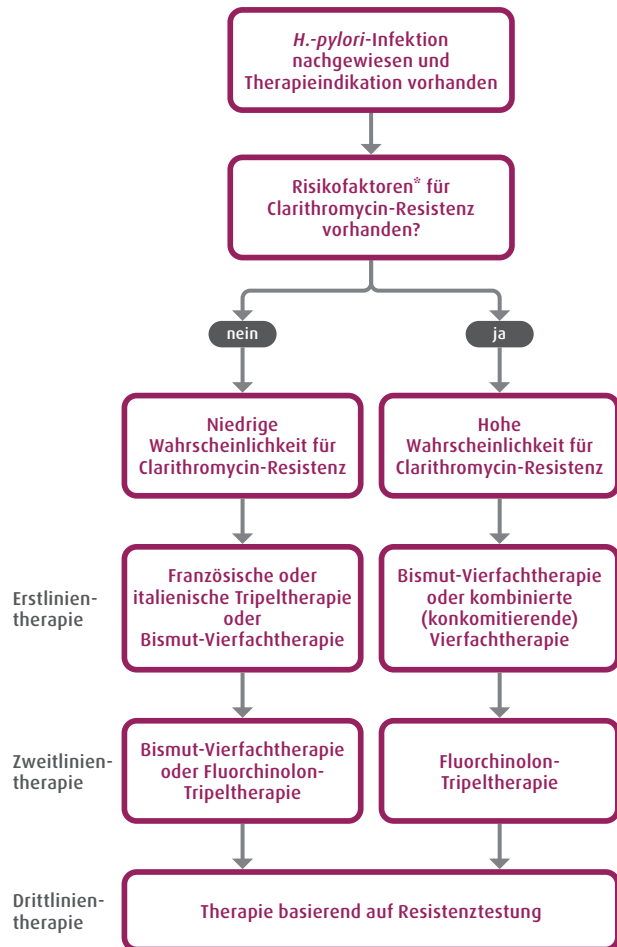 H.-pylori-Infektion
nachgewiesen und
Therapieindikation vorhanden
Risikofaktoren* für
Clarithromycin-Resistenz
vorhanden?
nein
ja
Niedrige
Wahrscheinlichkeit für
Clarithromycin-Resistenz
Hohe
Wahrscheinlichkeit für
Clarithromycin-Resistenz
Erstlinien-
therapie
Französische oder
italienische Tripeltherapie
oder
Bismut-Vierfachtherapie
Bismut-Vierfachtherapie
oder kombinierte
(konkomitierende)
Vierfachtherapie
Zweitlinien-
therapie
Bismut-Vierfachtherapie
oder Fluorchinolon-
Tripeltherapie
Fluorchinolon-
Tripeltherapie
Drittlinien-
therapie
Therapie basierend auf Resistenztestung